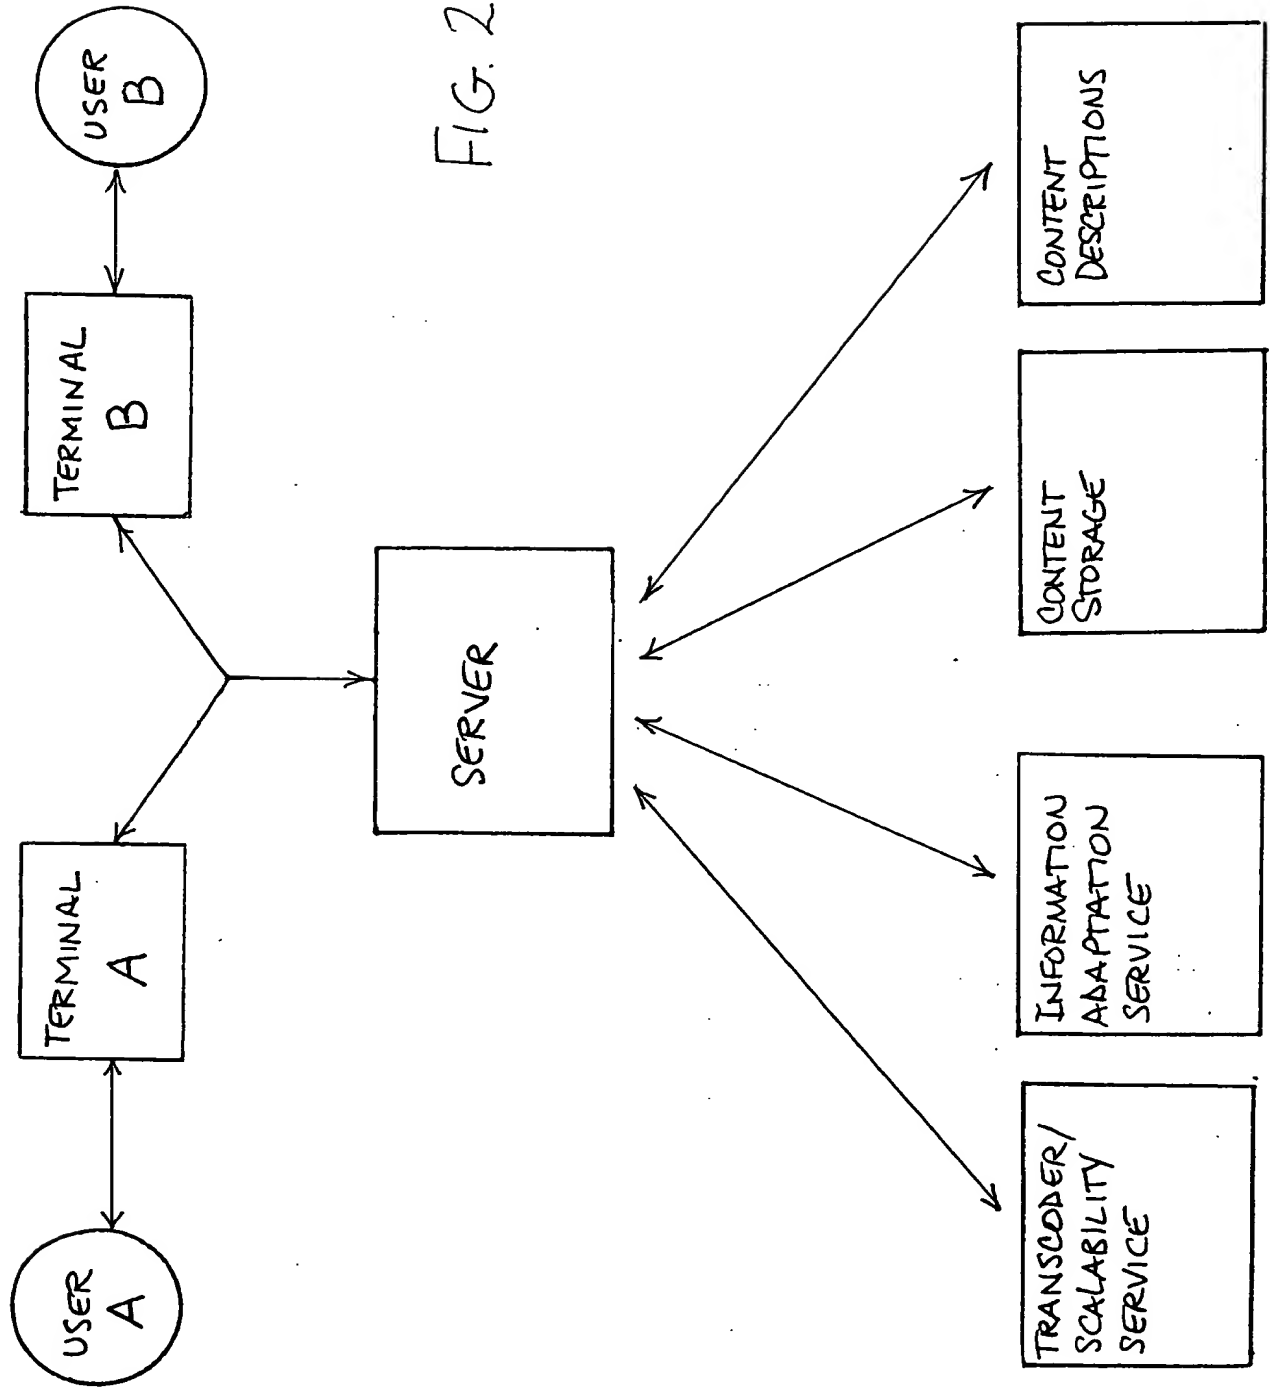 USER
A
TERMINAL
A
TERMINAL
B
USER
B
SERVER
FIG. 2
TRANSCODER/
SCALABILITY
SERVICE
INFORMATION
ADAPTATION
SERVICE
CONTENT
STORAGE
CONTENT
DESCRIPTIONS